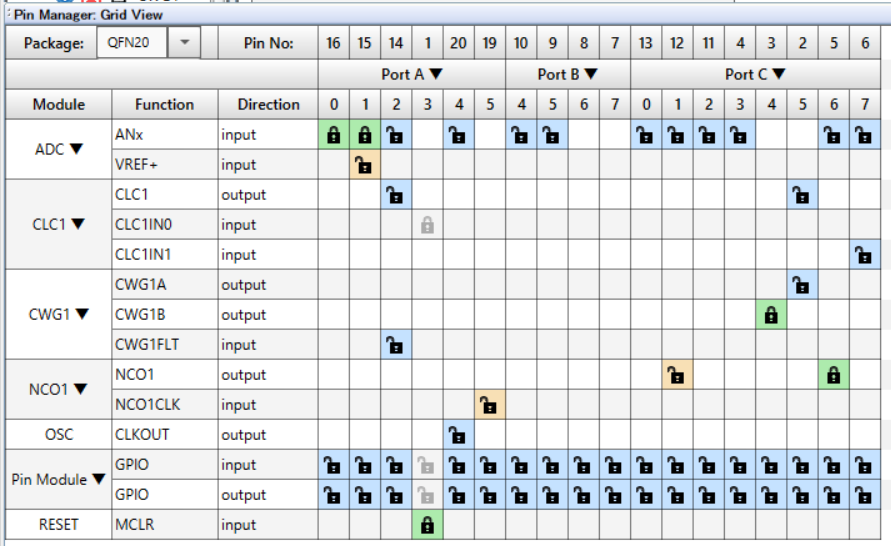 Pin Manager: Grid View
Package: QFN20 Pin No: 16 15 14 1 20 19 10 9 8 7 13 12 11 4 3 2 5 6
Port A ▼ Port B ▼ Port C ▼
Module Function Direction 0 1 2 3 4 5 4 5 6 7 0 1 2 3 4 5 6 7
ADC ▼ ANx input
VREF+ input
CLC1 ▼ CLC1 output
CLC1IN0 input
CLC1IN1 input
CWG1 ▼ CWG1A output
CWG1B output
CWG1FLT input
NCO1 ▼ NCO1 output
NCO1CLK input
OSC CLKOUT output
Pin Module ▼ GPIO input
GPIO output
RESET MCLR input